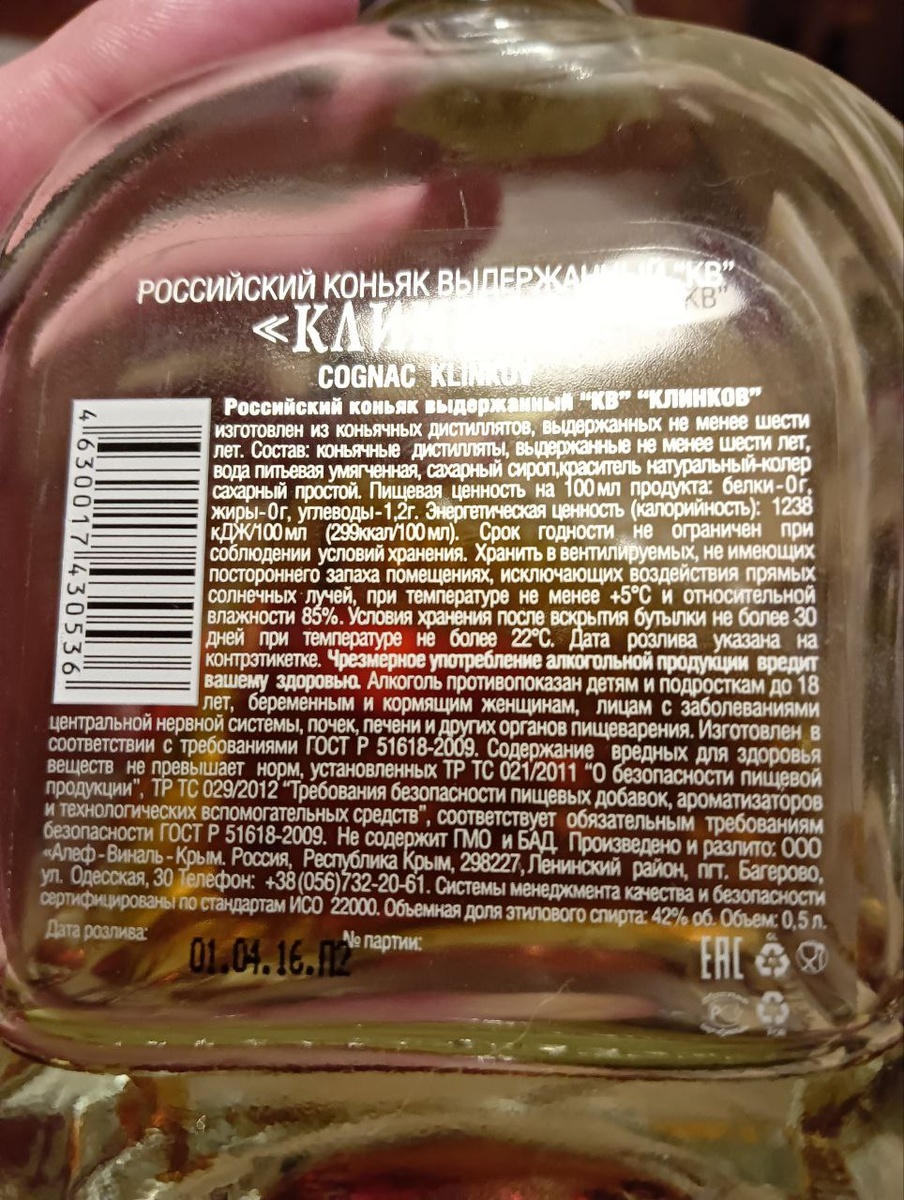 РОССИЙСКИЙ КОНЬЯК ВЫДЕРЖАННЫЙ "КВ"
КВ"
COGNAC KLINKOV
Российский коньяк выдержанный "КВ" "КЛИНКОВ"
изготовлен из коньячных дистиллятов, выдержанных не менее шести
лет. Состав: коньячные дистилляты, выдержанные не менее шести лет,
вода питьевая умягченная, сахарный сироп,краситель натуральный-колер
сахарный простой. Пищевая ценность на 100 мл продукта: белки-0г,
жиры-0г, углеводы-1,2г. Энергетическая ценность (калорийность): 1238
кДЖ/100 мл (299ккал/100 мл). Срок годности не ограничен при
соблюдении условий хранения. Хранить в вентилируемых, не имеющих
постороннего запаха помещениях, исключающих воздействия прямых
солнечных лучей, при температуре не менее +5°С и относительной
влажности 85%. Условия хранения после вскрытия бутылки не более 30
дней при температуре не более 22°С. Дата розлива указана на
контрэтикетке. Чрезмерное употребление алкогольной продукции вредит
вашему здоровью. Алкоголь противопоказан детям и подросткам до 18
лет, беременным и кормящим женщинам, лицам с заболеваниями
центральной нервной системы, почек, печени и других органов пищеварения. Изготовлен в
соответствии с требованиями ГОСТ Р 51618-2009. Содержание вредных для здоровья
веществ не превышает норм, установленных ТР ТС 021/2011 "О безопасности пищевой
продукции", ТР ТС 029/2012 "Требования безопасности пищевых добавок, ароматизаторов
и технологических вспомогательных средств", соответствует обязательным требованиям
безопасности ГОСТ Р 51618-2009. Не содержит ГМО и БАД. Произведено и разлито: ООО
«Алеф-Виналь-Крым. Россия, Республика Крым, 298227, Ленинский район, пгт. Багерово,
ул. Одесская, 30 Телефон: +38(056)732-20-61. Системы менеджмента качества и безопасности
сертифицированы по стандартам ИСО 22000. Объемная доля этилового спирта: 42% об. Объем: 0,5 л.
Дата розлива: 01.04.16.П2 № партии:
ЕАС
4630017430536